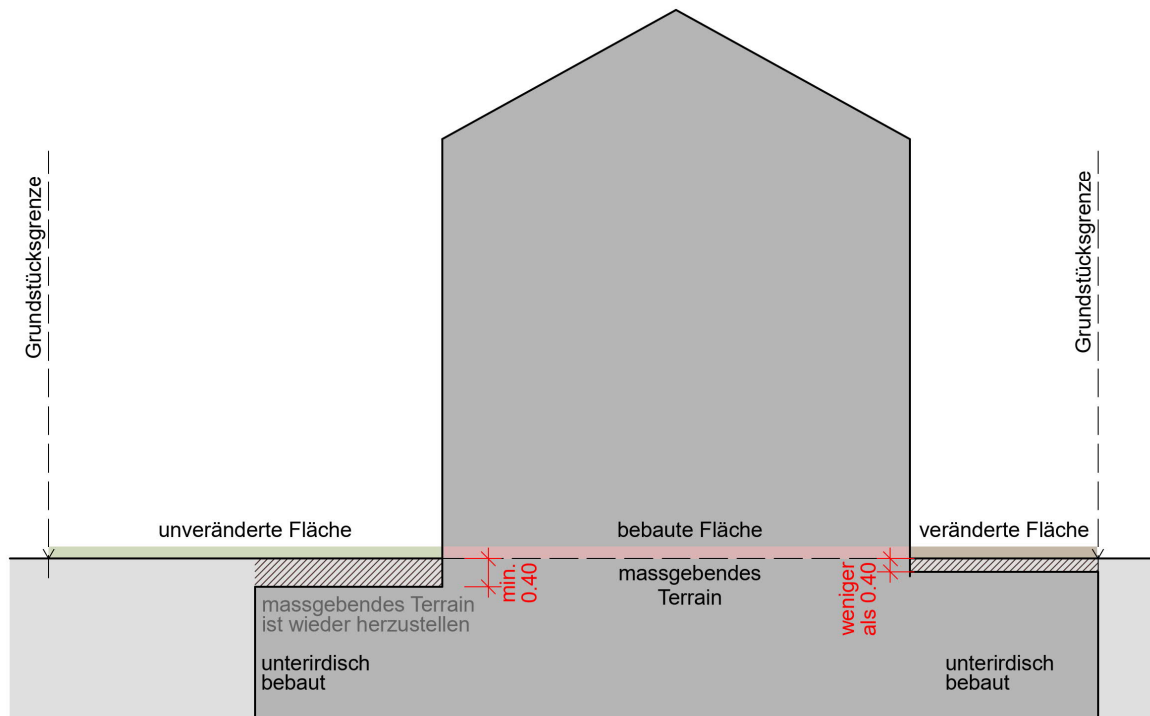 Grundstücksgrenze
Grundstücksgrenze
unveränderte Fläche
bebaute Fläche
veränderte Fläche
min.
0.40
massgebendes
Terrain
weniger
als 0.40
massgebendes Terrain
ist wieder herzustellen
unterirdisch
bebaut
unterirdisch
bebaut